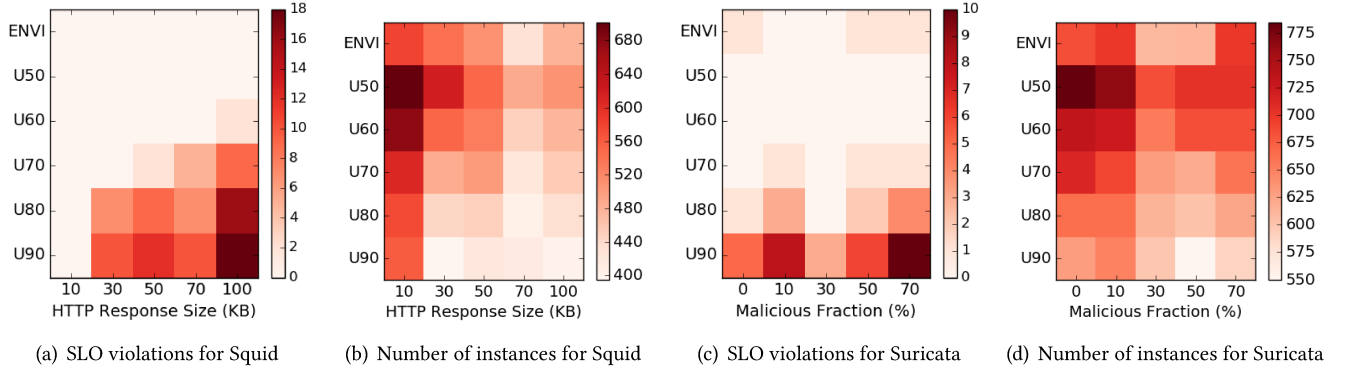 ENVI
U50
U60
U70
U80
U90
10 30 50 70 100
HTTP Response Size (KB)
18
16
14
12
10
8
6
4
2
0
(a) SLO violations for Squid
ENVI
U50
U60
U70
U80
U90
10 30 50 70 100
HTTP Response Size (KB)
680
640
600
560
520
480
440
400
(b) Number of instances for Squid
ENVI
U50
U60
U70
U80
U90
0 10 30 50 70
Malicious Fraction (%)
10
9
8
7
6
5
4
3
2
1
0
(c) SLO violations for Suricata
ENVI
U50
U60
U70
U80
U90
0 10 30 50 70
Malicious Fraction (%)
775
750
725
700
675
650
625
600
575
550
(d) Number of instances for Suricata